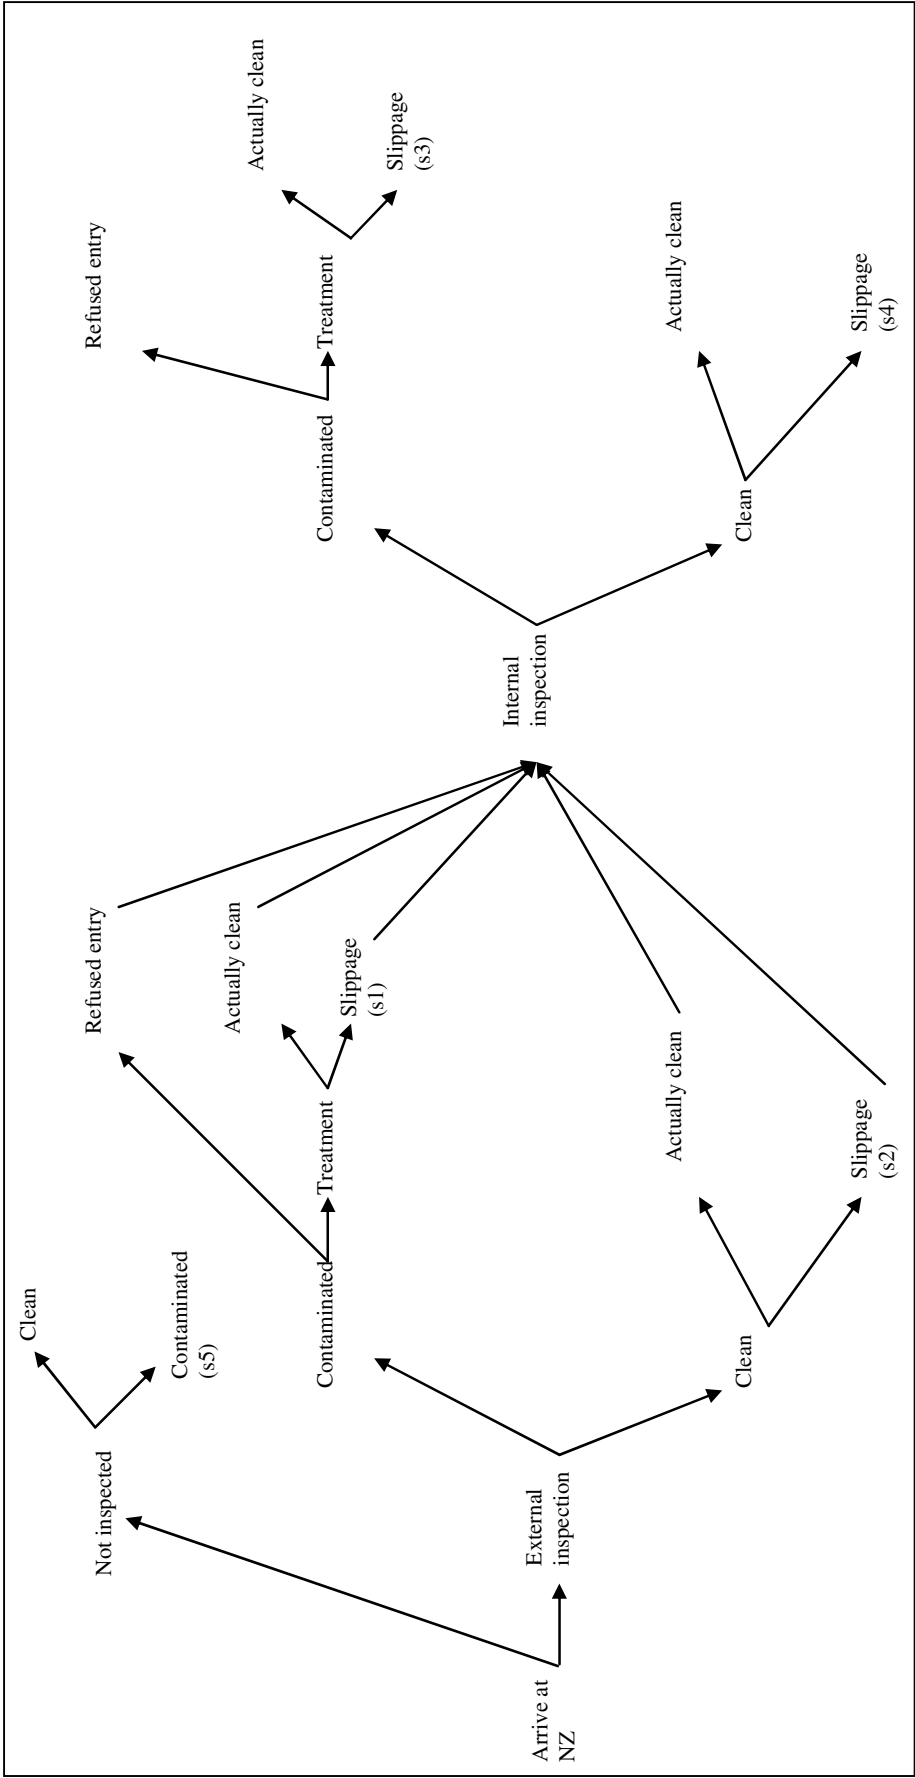 Arrive at
NZ
Not inspected
Clean
Contaminated
(s5)
External
inspection
Contaminated
Treatment
Refused entry
Actually clean
Slippage
(s1)
Clean
Actually clean
Slippage
(s2)
Internal
inspection
Contaminated
Treatment
Refused entry
Actually clean
Slippage
(s3)
Clean
Actually clean
Slippage
(s4)